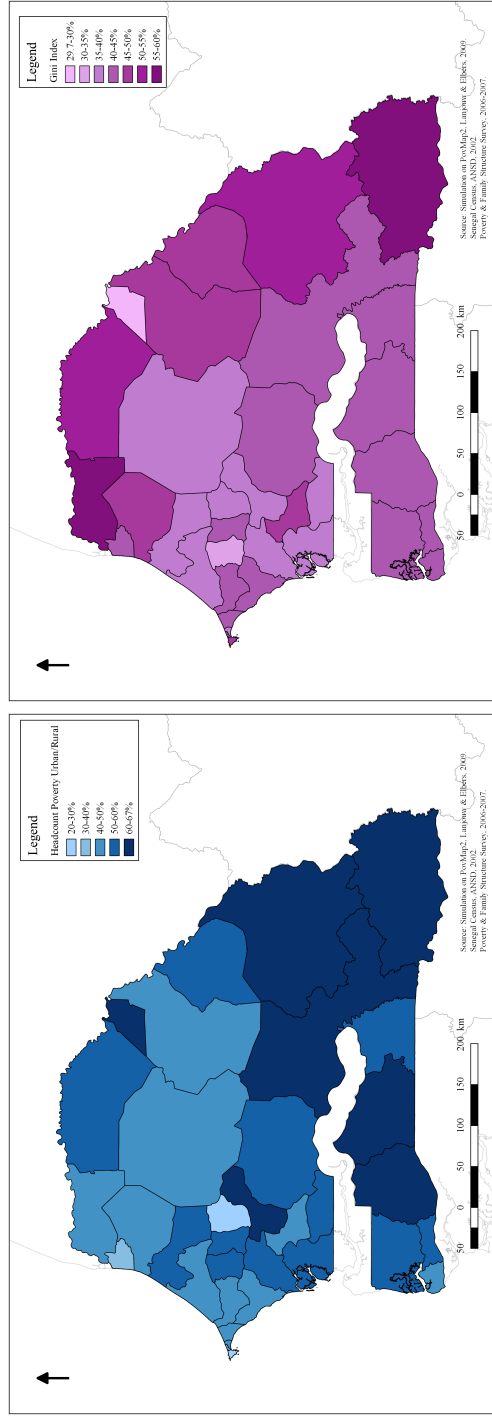 Legend
Gini Index
29.7-30%
30-35%
35-40%
40-45%
45-50%
50-55%
55-60%
50
0
50
100
150
200 km
Source: Simulation on PovMap2, Lanjouw & Elbers, 2009.
Senegal Census, ANSD, 2002.
Poverty & Family Structure Survey, 2006-2007.
Legend
Headcount Poverty Urban/Rural
20-30%
30-40%
40-50%
50-60%
60-67%
50
0
50
100
150
200 km
Source: Simulation on PovMap2, Lanjouw & Elbers, 2009.
Senegal Census, ANSD, 2002.
Poverty & Family Structure Survey, 2006-2007.